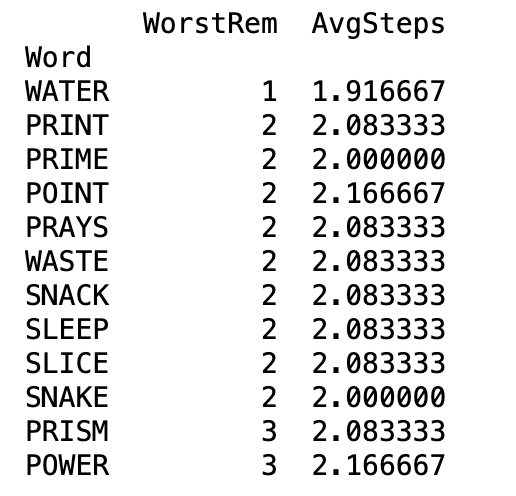 WorstRem AvgSteps
Word
WATER 1 1.916667
PRINT 2 2.083333
PRIME 2 2.000000
POINT 2 2.166667
PRAYS 2 2.083333
WASTE 2 2.083333
SNACK 2 2.083333
SLEEP 2 2.083333
SLICE 2 2.083333
SNAKE 2 2.000000
PRISM 3 2.083333
POWER 3 2.166667